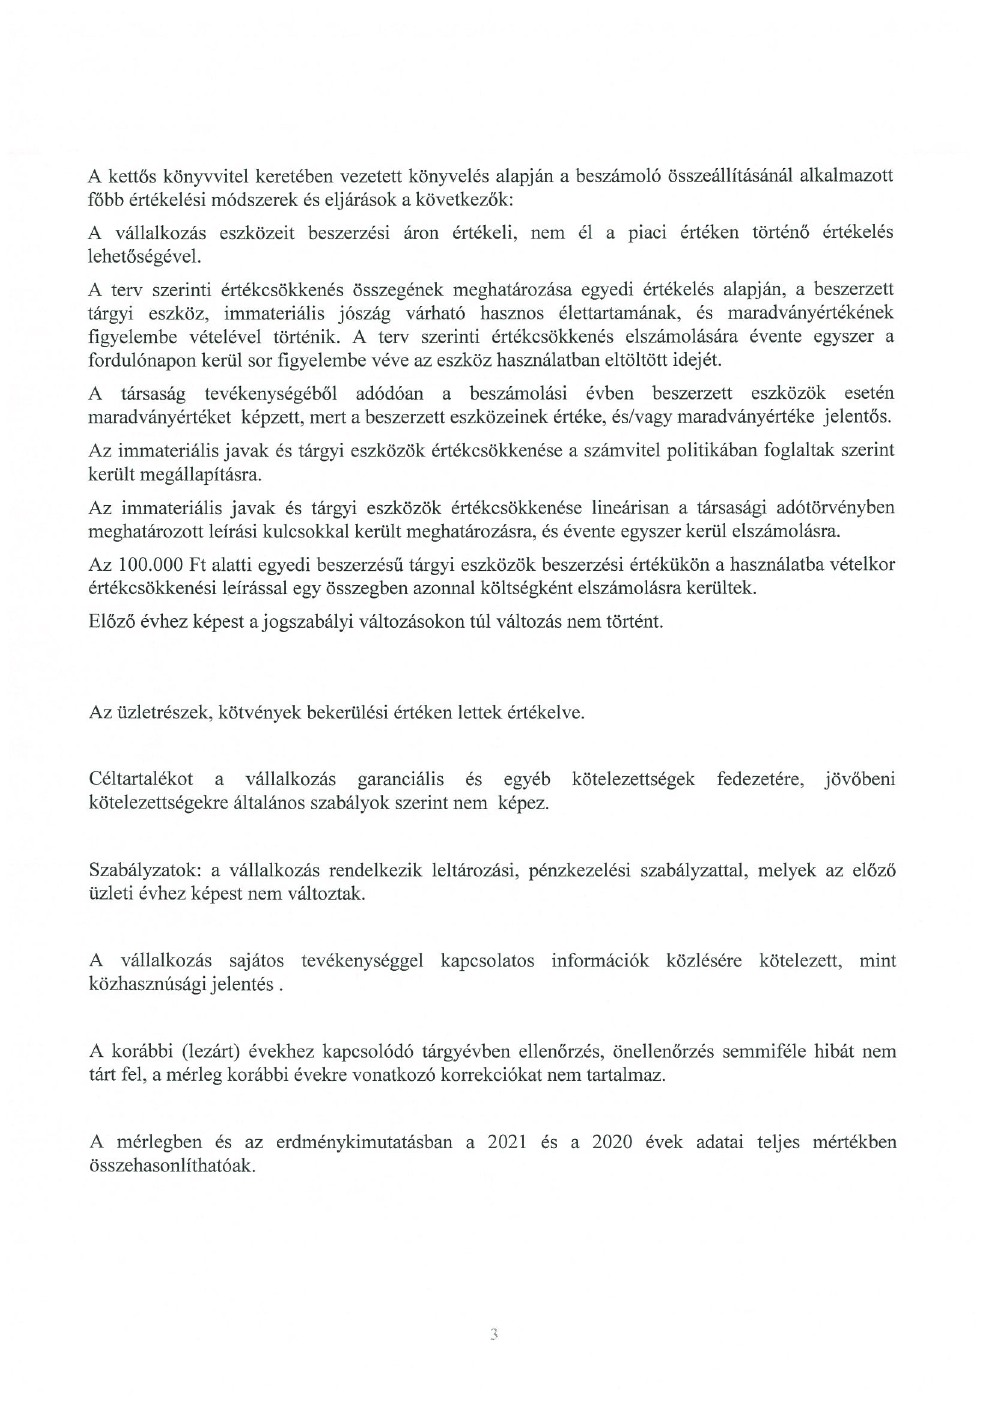 A kettős könyvvitel keretében vezetett könyvelés alapján a beszámoló összeállításánál alkalmazott
főbb értékelési módszerek és eljárások a következők:
A vállalkozás eszközeit beszerzési áron értékeli, nem él a piaci értéken történő értékelés
lehetőségével.
A terv szerinti értékcsökkenés összegének meghatározása egyedi értékelés alapján, a beszerzett
tárgyi eszköz, immateriális jószág várható hasznos élettartamának, és maradványértékének
figyelembe vételével történik. A terv szerinti értékcsökkenés elszámolására évente egyszer a
fordulónapon kerül sor figyelembe véve az eszköz használatban eltöltött idejét.
A társaság tevékenységéből adódóan a beszámolási évben beszerzett eszközök esetén
maradványértéket képzett, mert a beszerzett eszközeinek értéke, és/vagy maradványértéke jelentős.
Az immateriális javak és tárgyi eszközök értékcsökkenése a számvitel politikában foglaltak szerint
került megállapításra.
Az immateriális javak és tárgyi eszközök értékcsökkenése lineárisan a társasági adótörvényben
meghatározott leírási kulcsokkal került meghatározásra, és évente egyszer kerül elszámolásra.
Az 100.000 Ft alatti egyedi beszerzésű tárgyi eszközök beszerzési értékükön a használatba vételkor
értékcsökkenési leírással egy összegben azonnal költségként elszámolásra kerültek.
Előző évhez képest a jogszabályi változásokon túl változás nem történt.
Az üzletrészek, kötvények bekerülési értéken lettek értékelve.
Céltartalékot a vállalkozás garanciális és egyéb kötelezettségek fedezetére, jövőbeni
kötelezettségekre általános szabályok szerint nem képez.
Szabályzatok: a vállalkozás rendelkezik leltározási, pénzkezelési szabályzattal, melyek az előző
üzleti évhez képest nem változtak.
A vállalkozás sajátos tevékenységgel kapcsolatos információk közlésére kötelezett, mint
közhasznúsági jelentés .
A korábbi (lezárt) évekhez kapcsolódó tárgyévben ellenőrzés, önellenőrzés semmiféle hibát nem
tárt fel, a mérleg korábbi évekre vonatkozó korrekciókat nem tartalmaz.
A mérlegben és az erdménykimutatásban a 2021 és a 2020 évek adatai teljes mértékben
összehasonlíthatóak.
3